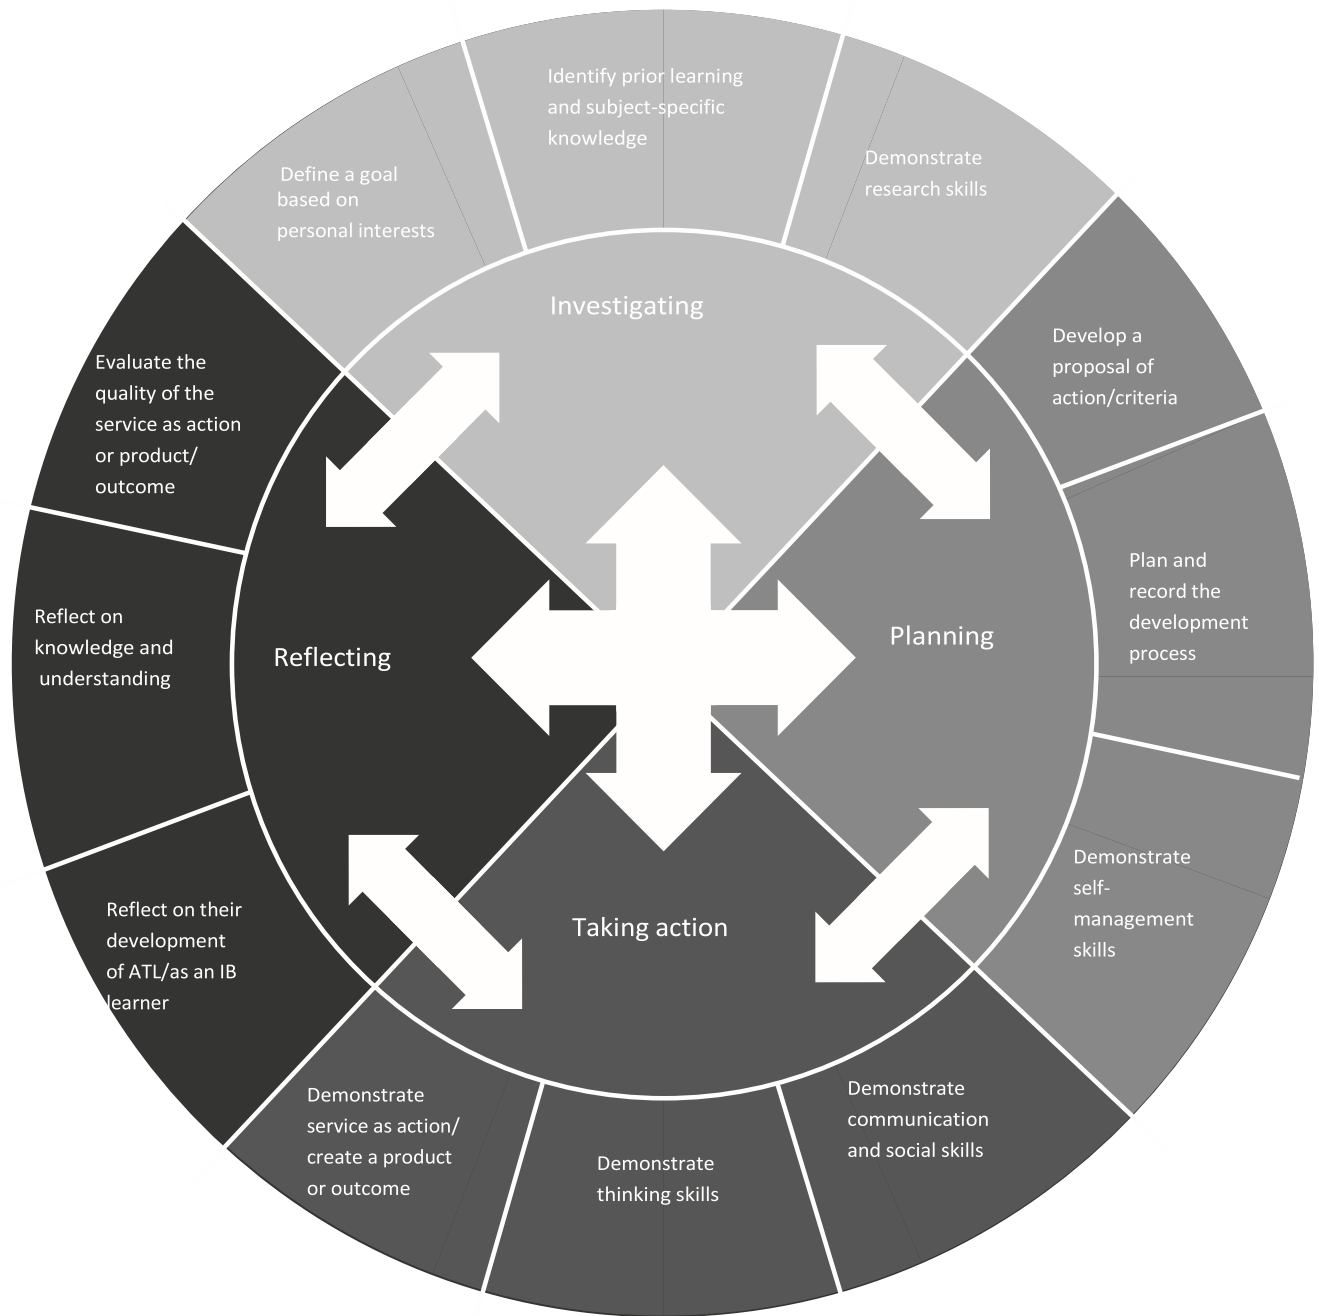 Identify prior learning
and subject-specific
knowledge
Demonstrate
research skills
Define a goal
based on
personal interests
Investigating
Develop a
proposal of
action/criteria
Evaluate the
quality of the
service as action
or product/
outcome
Plan and
record the
development
process
Reflect on
knowledge and
understanding
Reflecting
Planning
Demonstrate
self-
management
skills
Reflect on their
development
of ATL/as an IB
learner
Taking action
Demonstrate
service as action/
create a product
or outcome
Demonstrate
thinking skills
Demonstrate
communication
and social skills